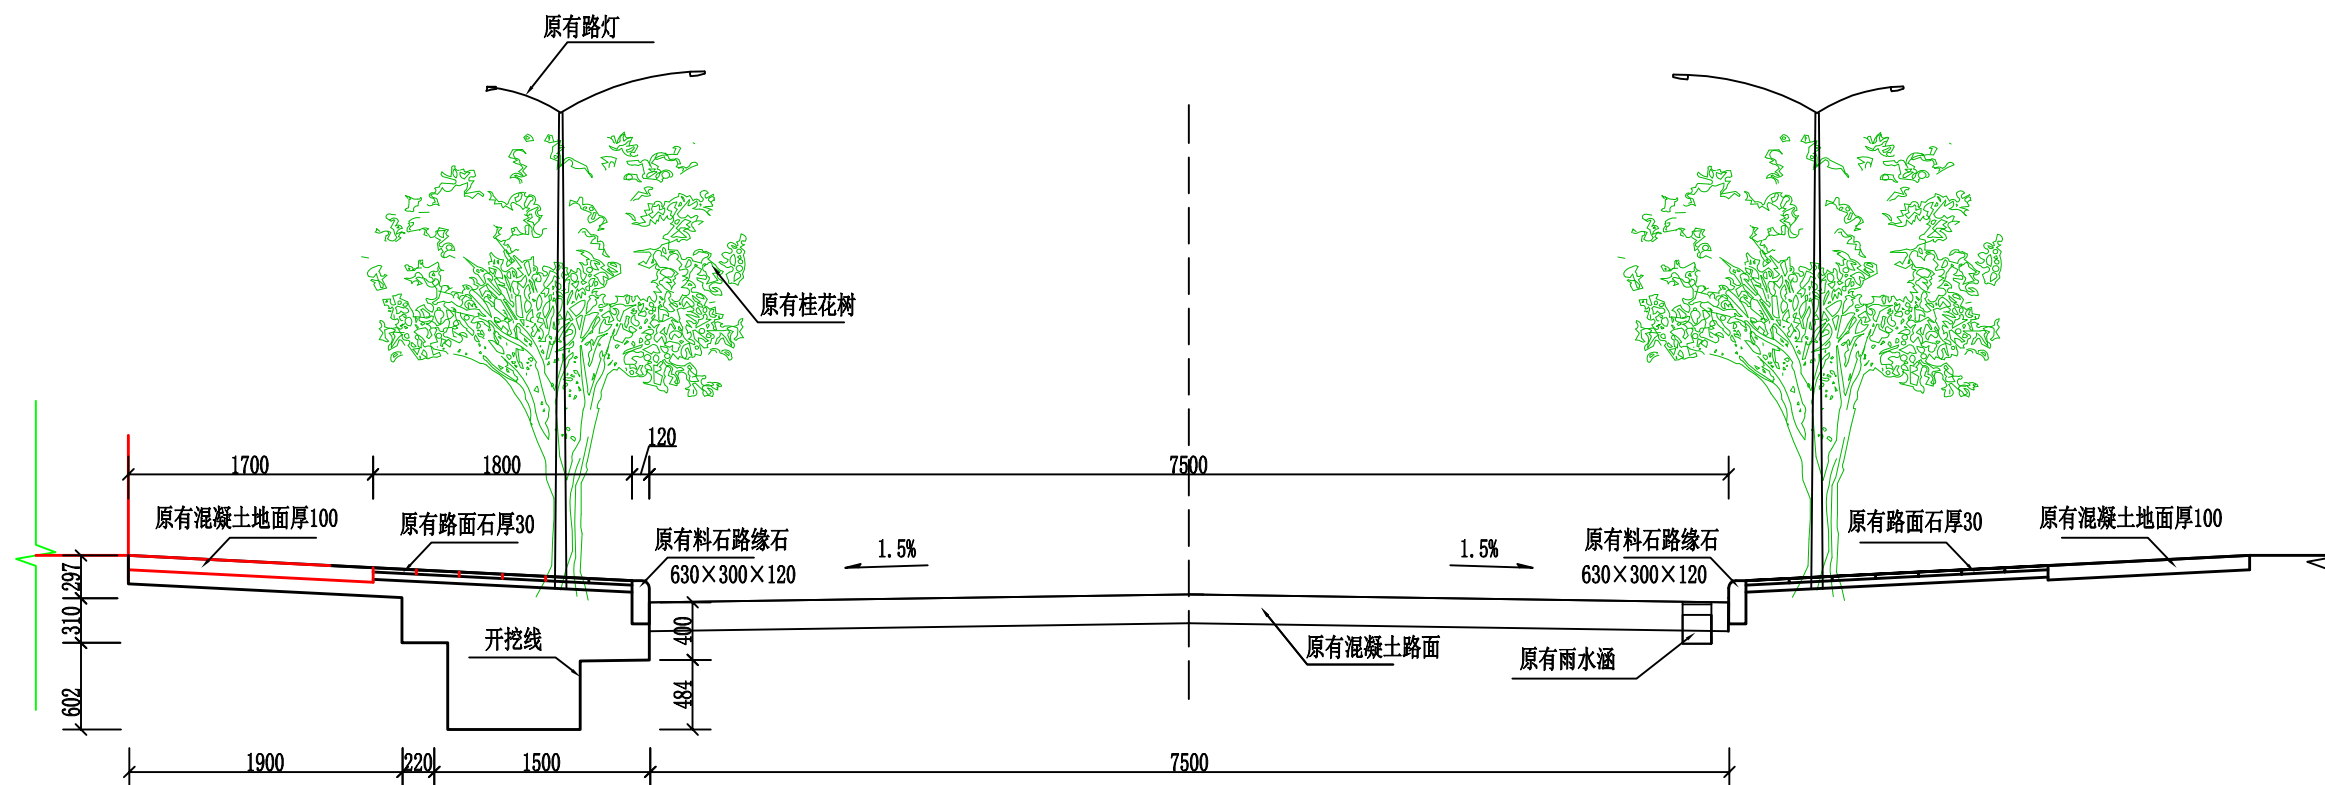 原有路灯
原有桂花树
120
1700
1800
7500
原有混凝土地面厚100
原有路面石厚30
原有料石路缘石
630×300×120
1.5%
1.5%
原有料石路缘石
630×300×120
原有路面石厚30
原有混凝土地面厚100
297
310
602
开挖线
400
484
原有混凝土路面
原有雨水涵
1900
220
1500
7500